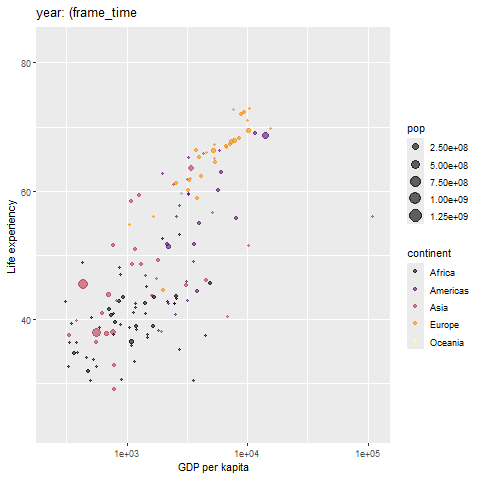 year: (frame_time
80
60
40
Life experiency
1e+03
1e+04
1e+05
GDP per kapita
pop
2.50e+08
5.00e+08
7.50e+08
1.00e+09
1.25e+09
continent
Africa
Americas
Asia
Europe
Oceania